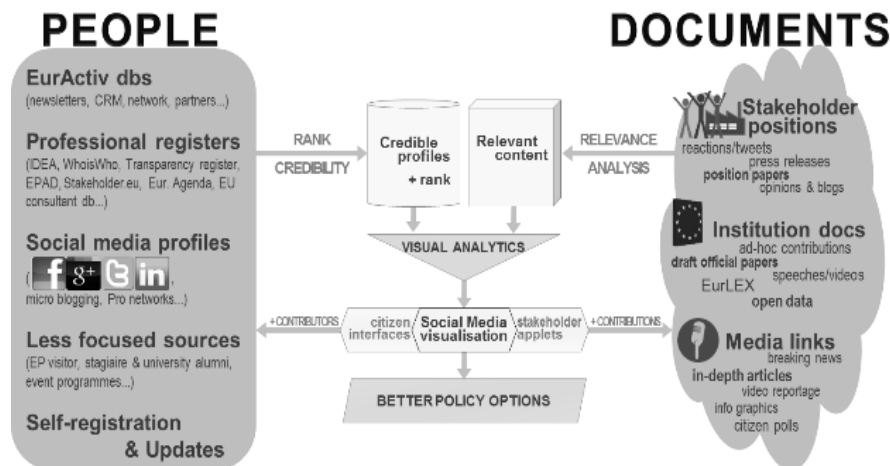 PEOPLE
EurActiv dbs
(newsletters, CRM, network, partners...)
Professional registers
(IDEA, WhoisWho, Transparency register,
EPAD, Stakeholder.eu, Eur. Agenda, EU
consultant db...)
Social media profiles
( f g+ t in ,
micro blogging, Pro networks...)
Less focused sources
(EP visitor, stagiaire & university alumni,
event programmes...)
Self-registration
& Updates
RANK
CREDIBILITY
Credible
profiles
+ rank
Relevant
content
RELEVANCE
ANALYSIS
VISUAL ANALYTICS
+ CONTRIBUTORS
citizen
interfaces
Social Media
visualisation
stakeholder
applets
+ CONTRIBUTIONS
BETTER POLICY OPTIONS
DOCUMENTS
Stakeholder
positions
reactions/tweets
press releases
position papers
opinions & blogs
Institution docs
ad-hoc contributions
draft official papers
speeches/videos
EurLEX
open data
Media links
breaking news
in-depth articles
video reportage
info graphics
citizen polls